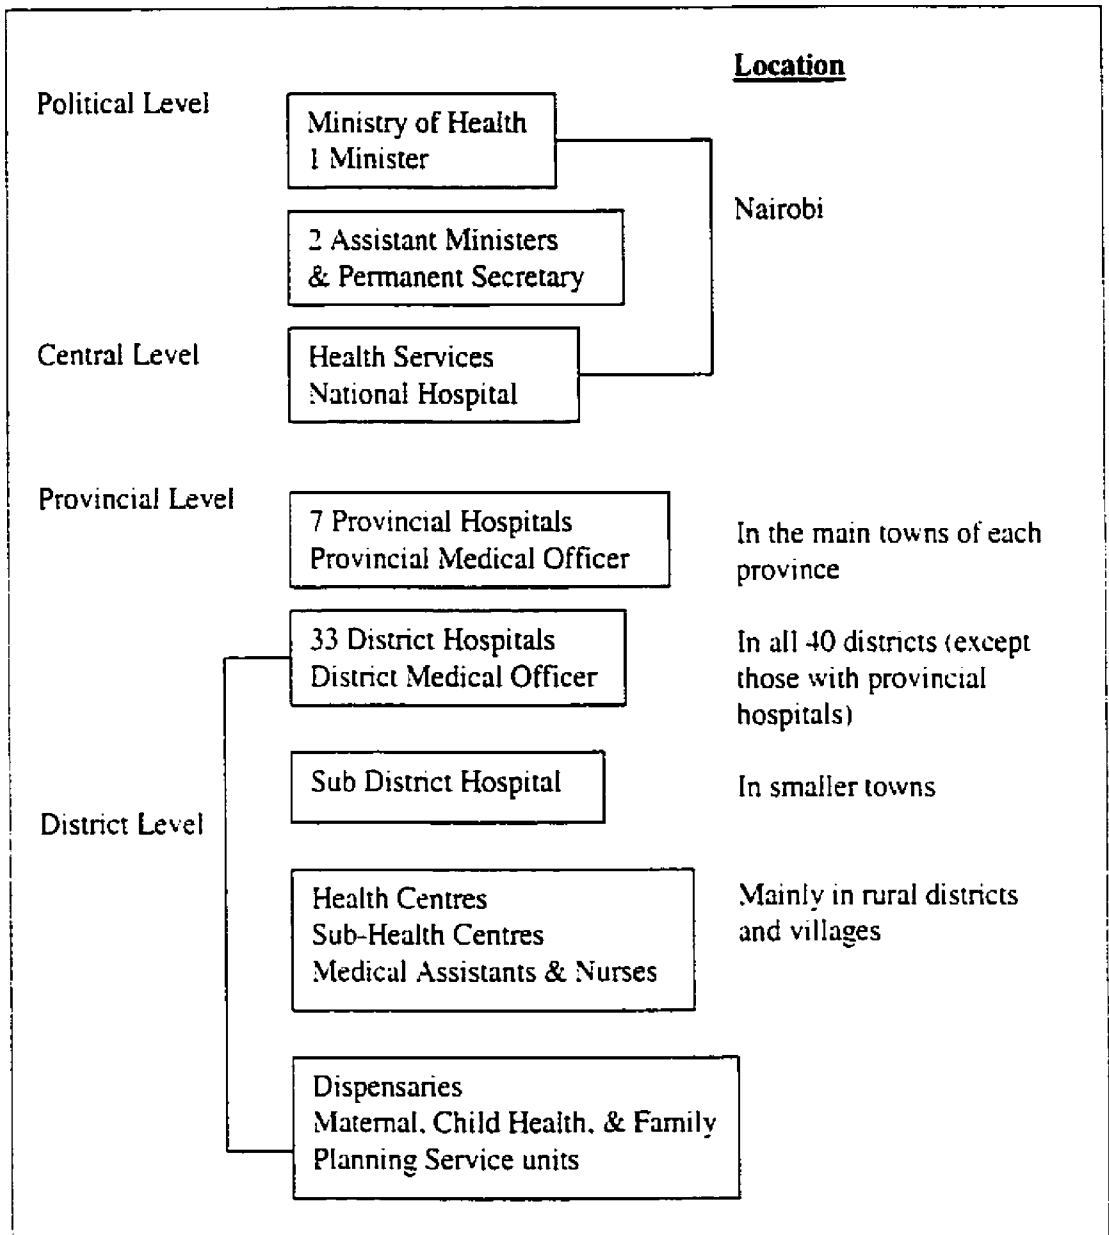 Location
Political Level
Ministry of Health
1 Minister
Nairobi
2 Assistant Ministers
& Permanent Secretary
Central Level
Health Services
National Hospital
Provincial Level
7 Provincial Hospitals
Provincial Medical Officer
In the main towns of each
province
33 District Hospitals
District Medical Officer
In all 40 districts (except
those with provincial
hospitals)
Sub District Hospital
In smaller towns
District Level
Health Centres
Sub-Health Centres
Medical Assistants & Nurses
Mainly in rural districts
and villages
Dispensaries
Maternal, Child Health, & Family
Planning Service units